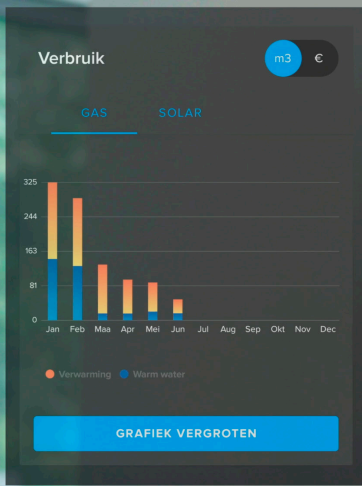 Verbruik
m3 €
GAS SOLAR
325
244
163
81
0
Jan Feb Maa Apr Mei Jun Jul Aug Sep Okt Nov Dec
Verwarming Warm water
GRAFIEK VERGROTEN